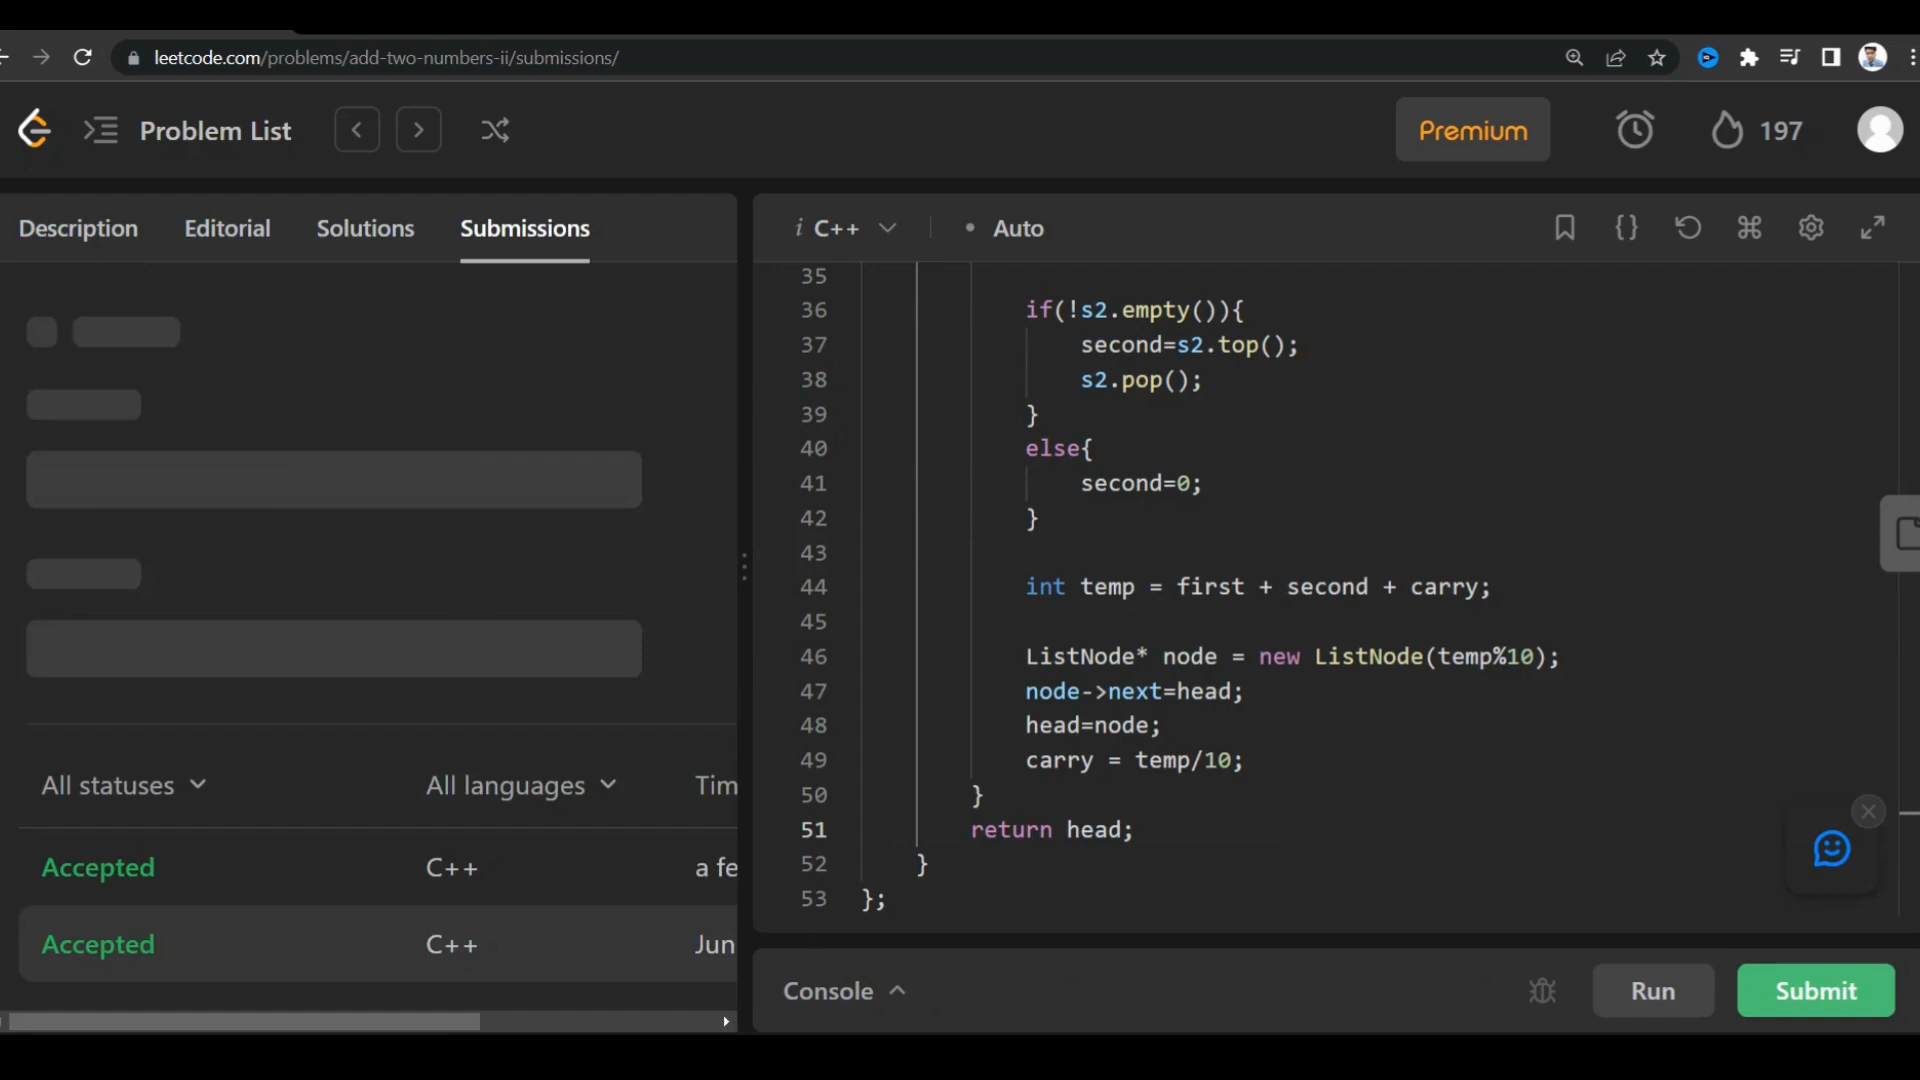 leetcode.com/problems/add-two-numbers-ii/submissions/
Problem List
Premium
197
Description Editorial Solutions Submissions
i C++ • Auto
35
36 if(!s2.empty()){
37 second=s2.top();
38 s2.pop();
39 }
40 else{
41 second=0;
42 }
43
44 int temp = first + second + carry;
45
46 ListNode* node = new ListNode(temp%10);
47 node->next=head;
48 head=node;
49 carry = temp/10;
50 }
51 return head;
52 }
53 };
All statuses All languages Tim
Accepted C++ a fe
Accepted C++ Jun
Console Run Submit